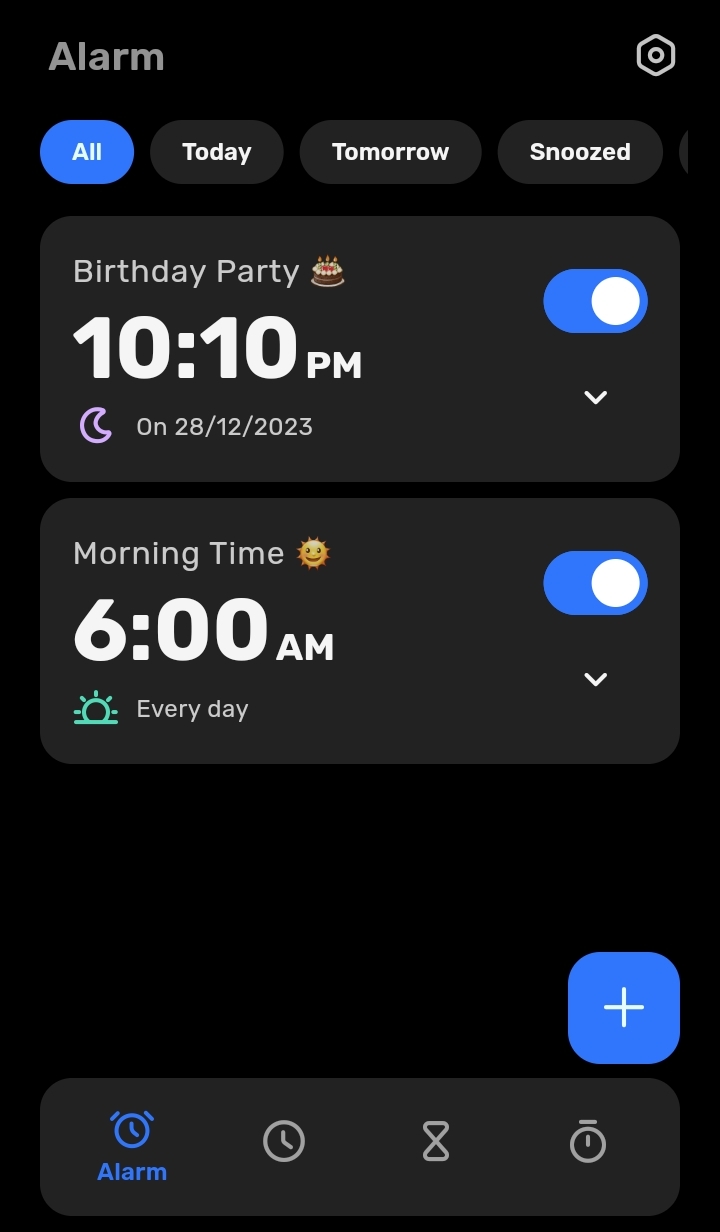 Alarm
All Today Tomorrow Snoozed
Birthday Party 🎂
10:10 PM
On 28/12/2023
Morning Time 🌞
6:00 AM
Every day
Alarm